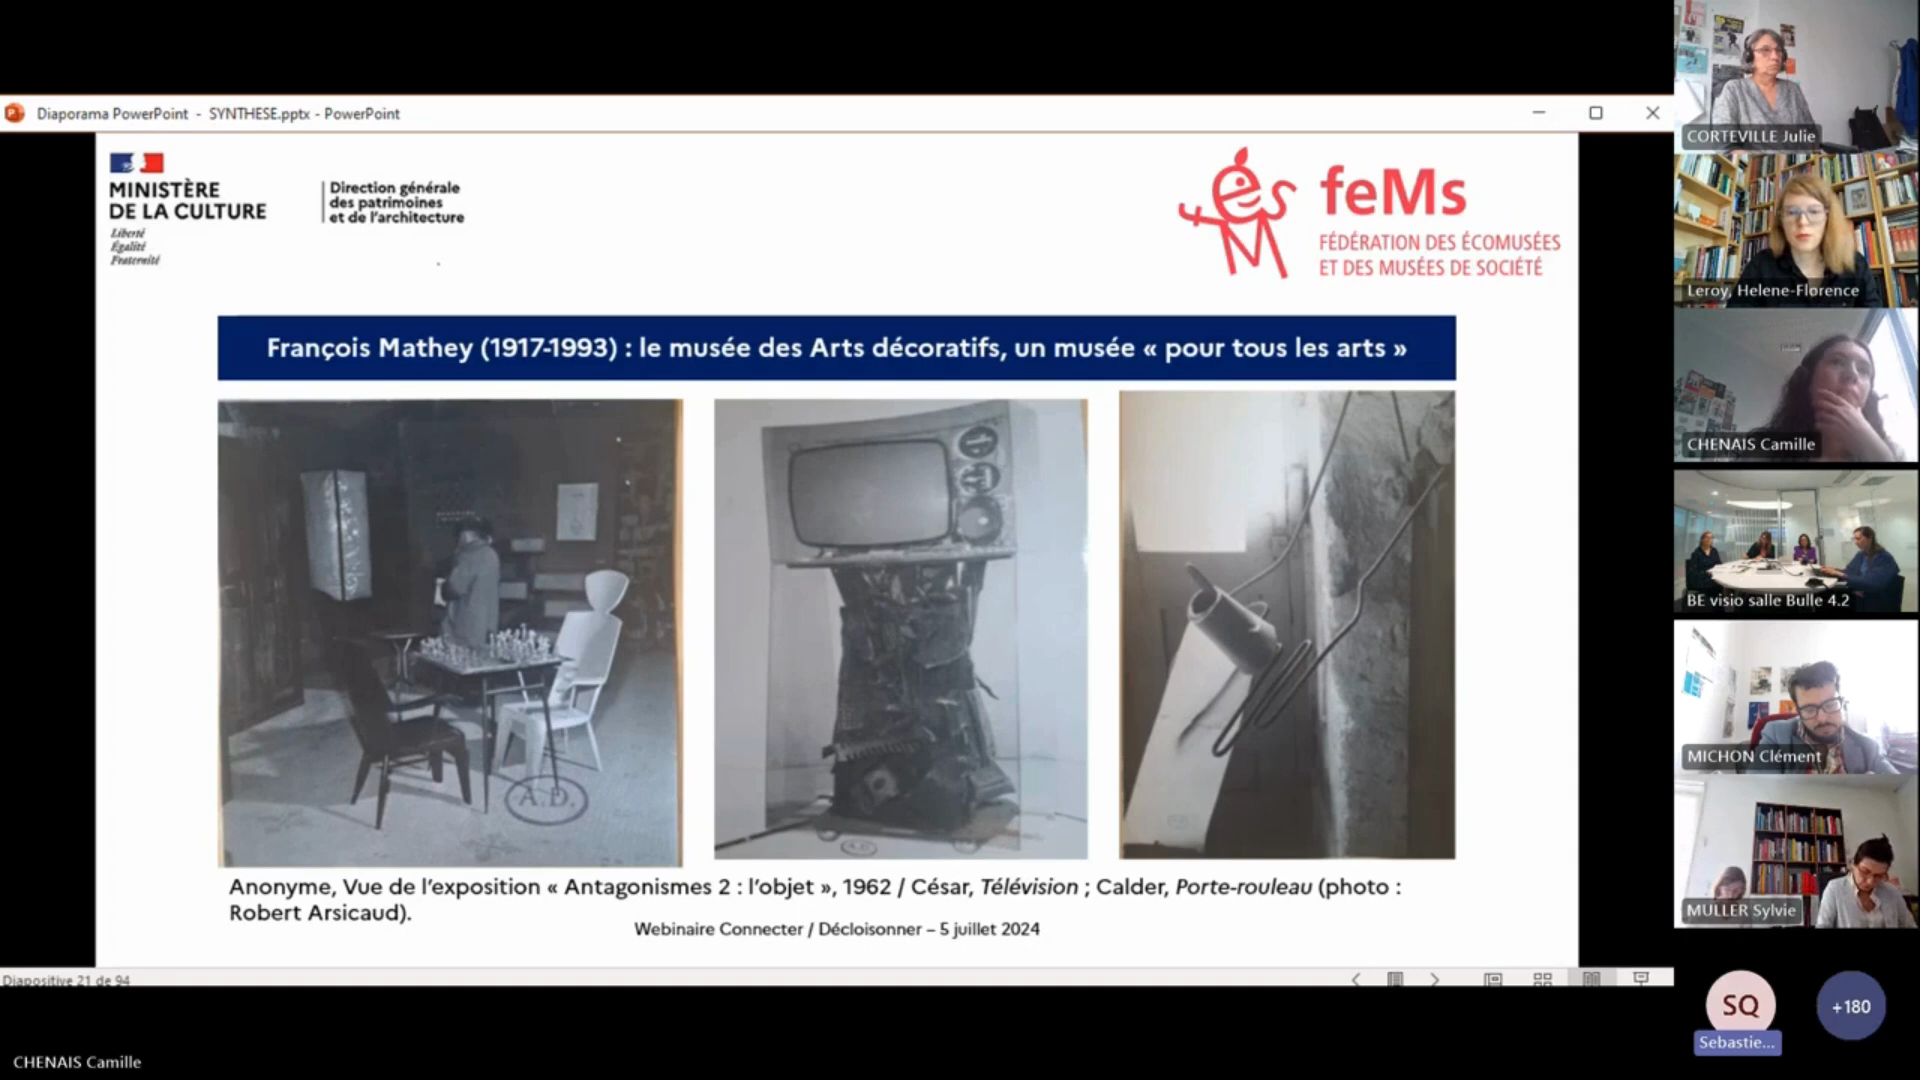 Diaporama PowerPoint - SYNTHESE.pptx - PowerPoint
MINISTÈRE
DE LA CULTURE
Liberté
Égalité
Fraternité
Direction générale
des patrimoines
et de l'architecture
feMs
FÉDÉRATION DES ÉCOMUSÉES
ET DES MUSÉES DE SOCIÉTÉ
François Mathey (1917-1993) : le musée des Arts décoratifs, un musée « pour tous les arts »
A.D.
Anonyme, Vue de l'exposition « Antagonismes 2 : l'objet », 1962 / César, Télévision ; Calder, Porte-rouleau (photo :
Robert Arsicaud).
Webinaire Connecter / Décloisonner – 5 juillet 2024
Diapositive 21 de 94
CORTEVILLE Julie
Leroy, Helene-Florence
CHENAIS Camille
BE visio salle Bulle 4.2
MICHON Clément
MULLER Sylvie
SQ
+180
Sebastie...
CHENAIS Camille